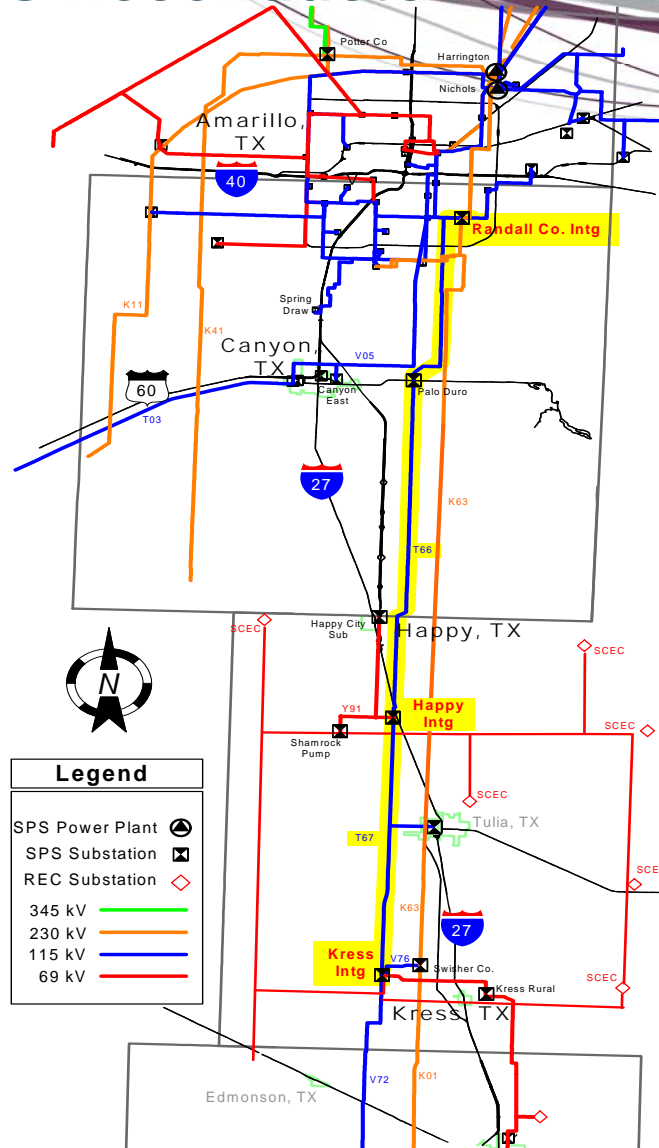 Potter Co
Harrington
Nichols
Amarillo,
TX
40
Randall Co. Intg
K11
K41
Spring
Draw
Canyon,
TX
V05
60
Canyon
East
Palo Duro
T03
27
K63
T66
Happy City
Sub
Happy, TX
SCEC
SCEC
N
Y91
Happy
Intg
SCEC
Shamrock
Pump
SCEC
Legend
SPS Power Plant
SPS Substation
REC Substation
345 kV
230 kV
115 kV
69 kV
Tulia, TX
T67
SCE
K63
27
Kress
Intg
V76
Swisher Co.
SCEC
Kress Rural
Kress, TX
V72
K01
Edmonson, TX